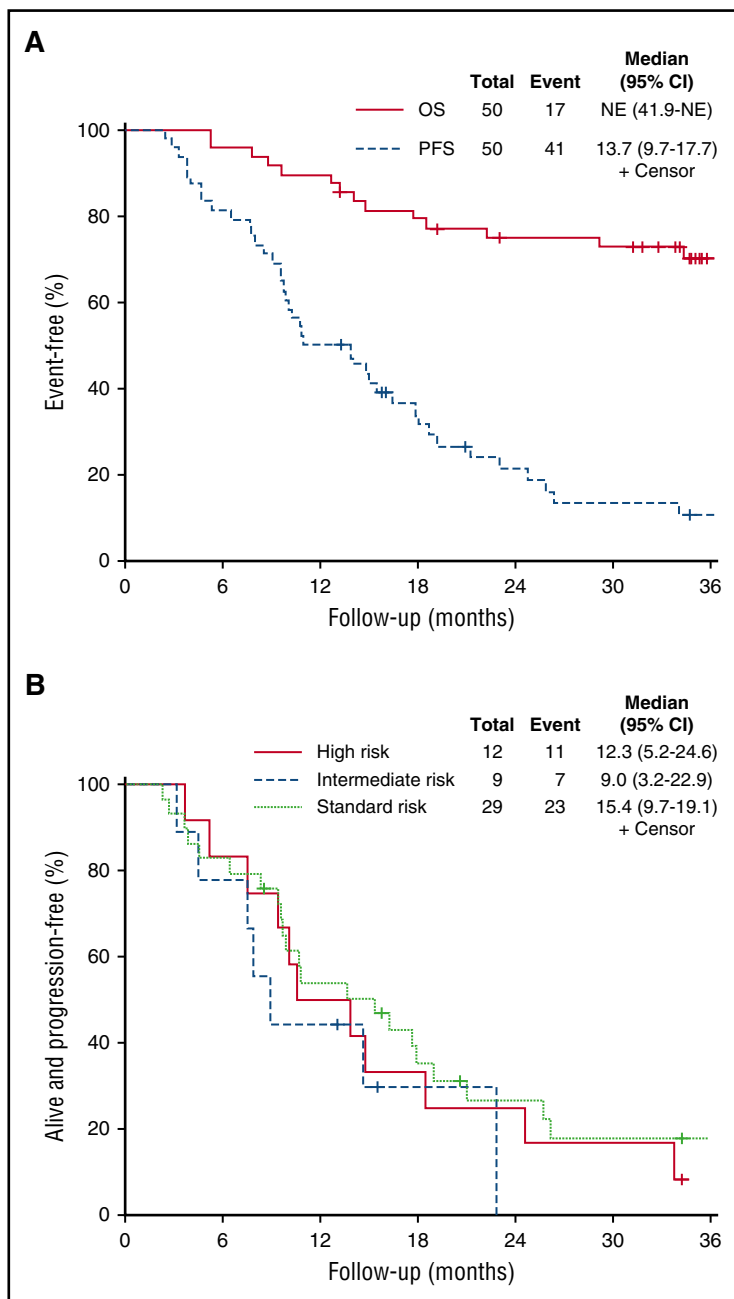 A
Median
Total Event (95% CI)
OS 50 17 NE (41.9-NE)
PFS 50 41 13.7 (9.7-17.7)
+ Censor
100
80
60
40
20
0
Event-free (%)
0 6 12 18 24 30 36
Follow-up (months)
B
Median
Total Event (95% CI)
High risk 12 11 12.3 (5.2-24.6)
Intermediate risk 9 7 9.0 (3.2-22.9)
Standard risk 29 23 15.4 (9.7-19.1)
+ Censor
100
80
60
40
20
0
Alive and progression-free (%)
0 6 12 18 24 30 36
Follow-up (months)